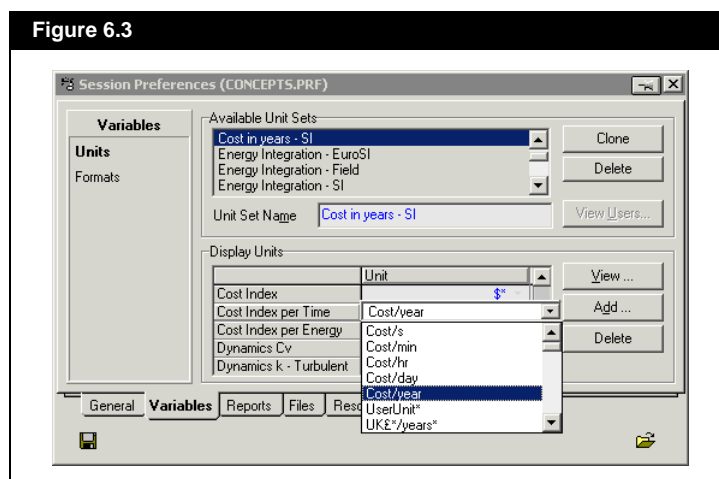 Figure 6.3
Session Preferences (CONCEPTS.PRF)
Variables
Units
Formats
Available Unit Sets
Cost in years - SI
Energy Integration - EuroSI
Energy Integration - Field
Energy Integration - SI
Clone
Delete
Unit Set Name Cost in years - SI
View Users...
Display Units
Unit
Cost Index $*
Cost Index per Time Cost/year
Cost Index per Energy
Dynamics Cv
Dynamics k - Turbulent
Cost/s
Cost/min
Cost/hr
Cost/day
Cost/year
UserUnit*
UK£*/years*
View ...
Add ...
Delete
General Variables Reports Files